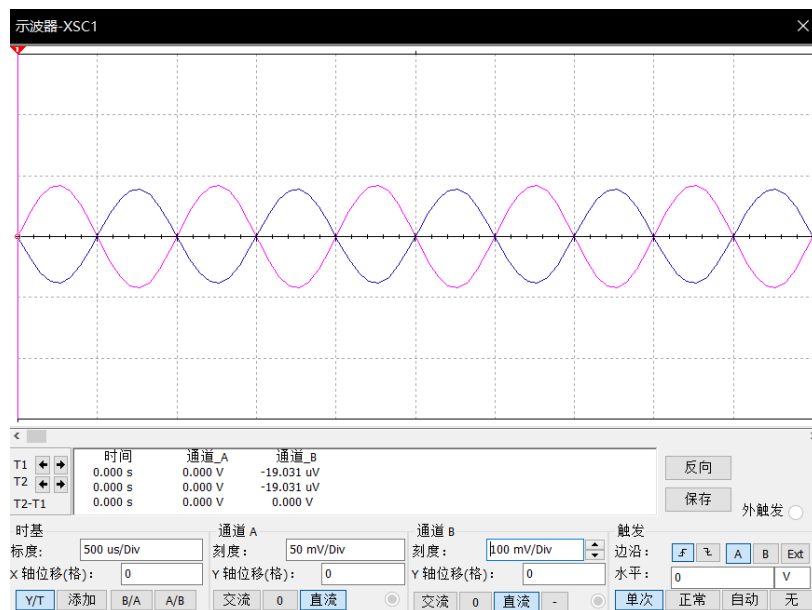 示波器-XSC1
1
时间 通道_A 通道_B
T1 0.000 s 0.000 V -19.031 uV
T2 0.000 s 0.000 V -19.031 uV
T2-T1 0.000 s 0.000 V 0.000 V
反向
保存
外触发
时基
标度: 500 us/Div
X 轴位移(格): 0
Y/T 添加 B/A A/B
通道 A
刻度: 50 mV/Div
Y 轴位移(格): 0
交流 0 直流
通道 B
刻度: 100 mV/Div
Y 轴位移(格): 0
交流 0 直流 -
触发
边沿: A B Ext
水平: 0 V
单次 正常 自动 无